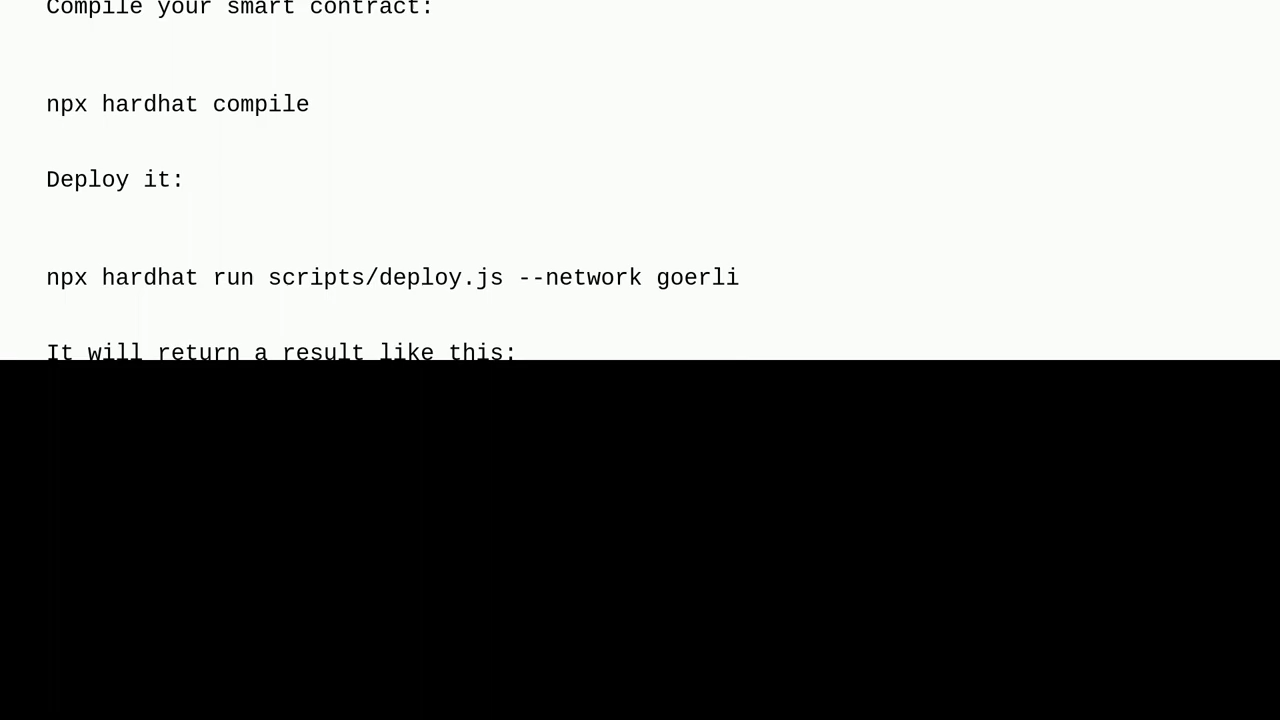 Compile your smart contract:
npx hardhat compile
Deploy it:
npx hardhat run scripts/deploy.js --network goerli
It will return a result like this: